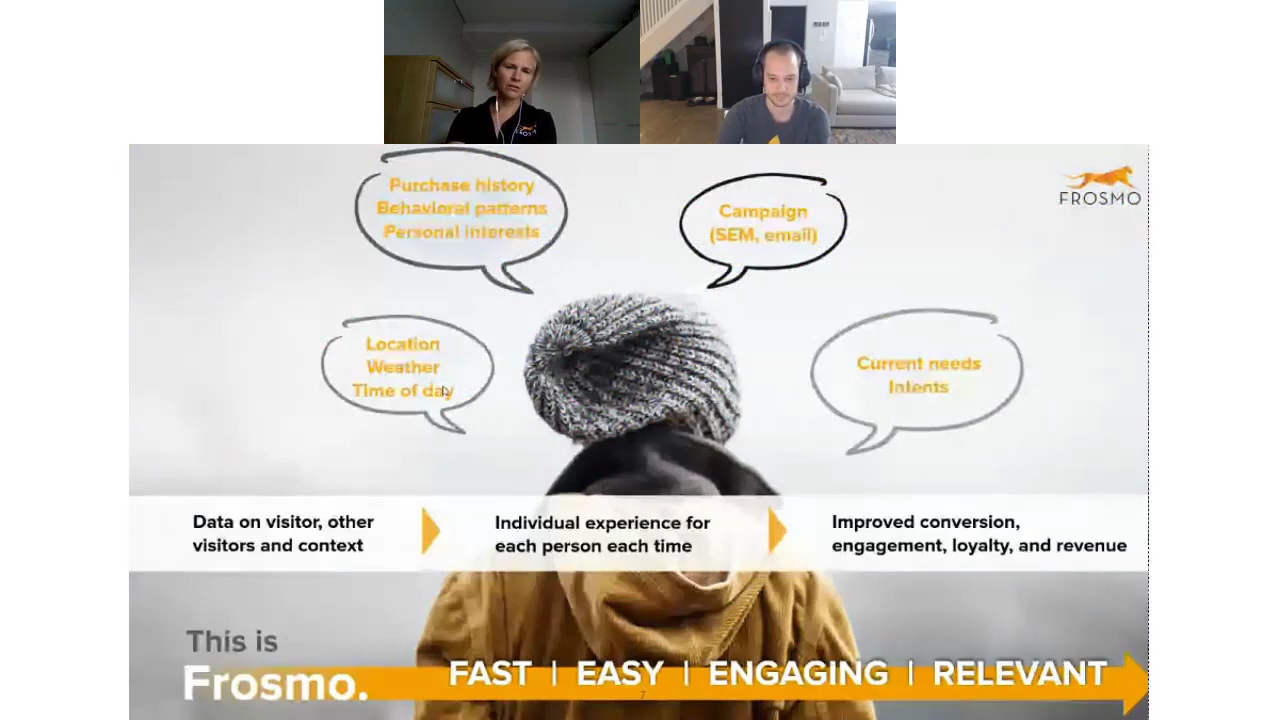 FROSMO
Purchase history
Behavioral patterns
Personal interests
Campaign
(SEM, email)
FROSMO
Location
Weather
Time of day
Current needs
Intents
Data on visitor, other
visitors and context
Individual experience for
each person each time
Improved conversion,
engagement, loyalty, and revenue
This is
Frosmo.
FAST | EASY | ENGAGING | RELEVANT
7